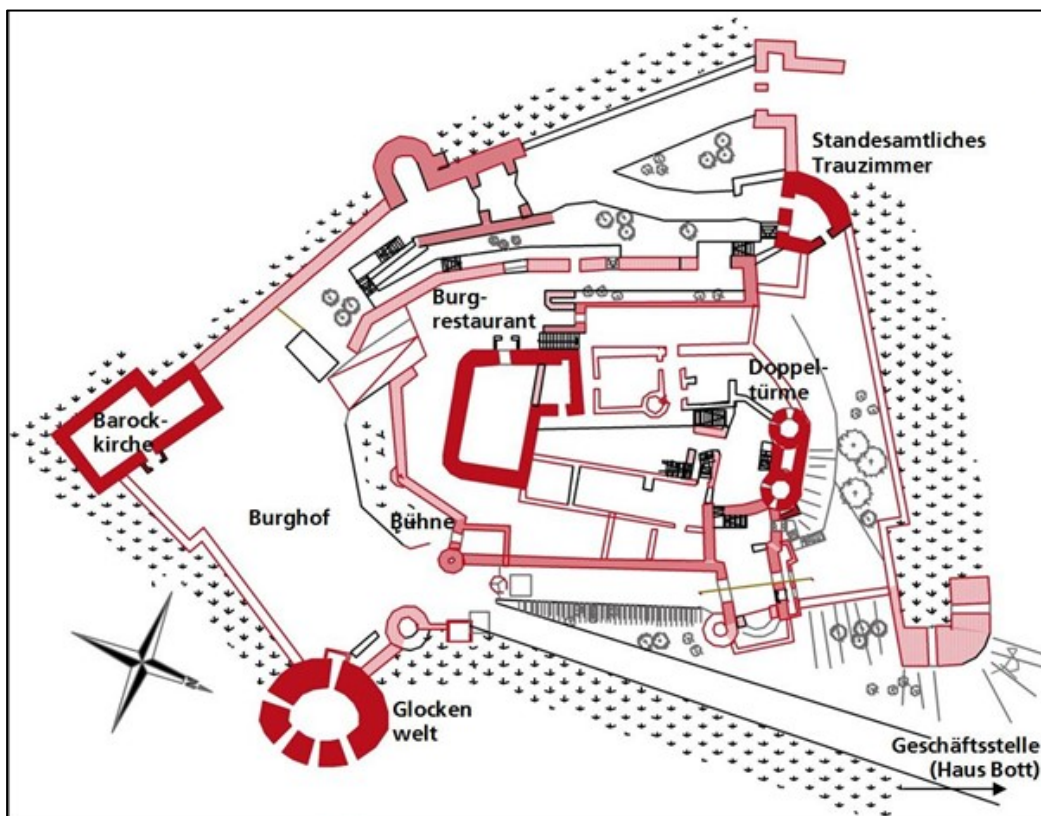 Standesamtliches
Trauzimmer
Burg-
restaurant
Doppel-
türme
Barock-
kirche
Burghof
Bühne
N
Glocken
welt
Geschäftsstelle
(Haus Bott)